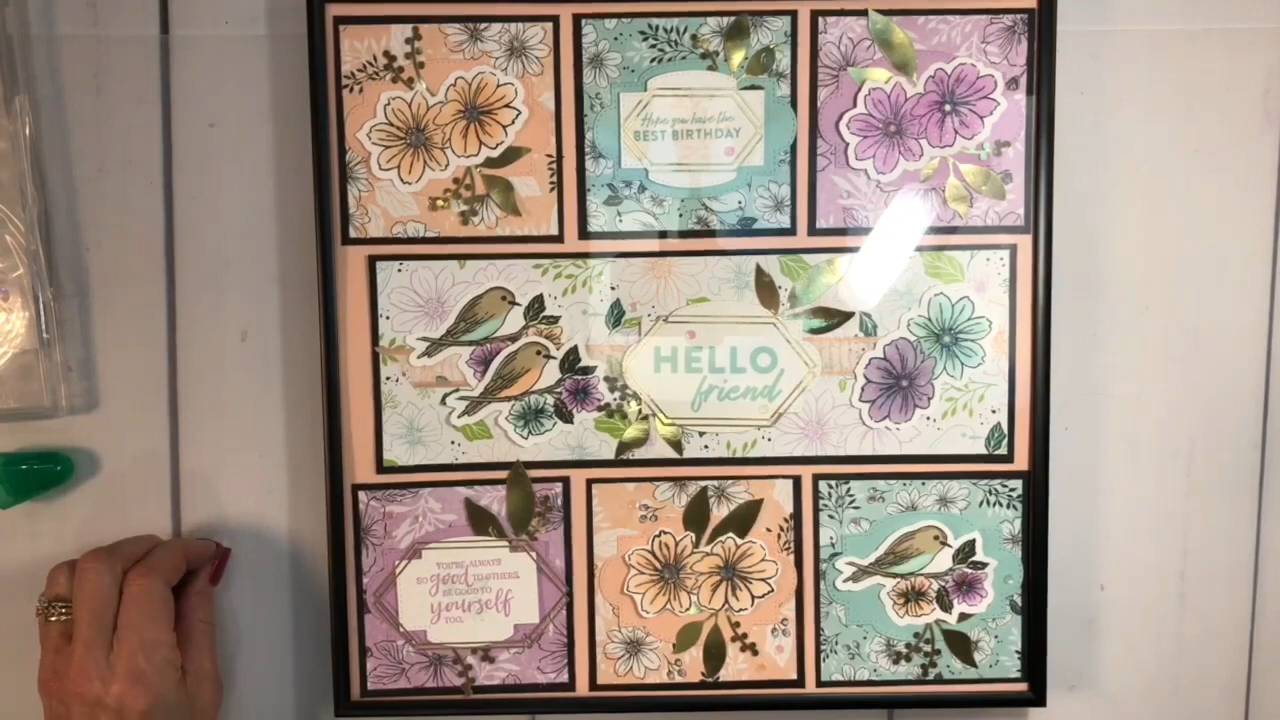 Hope you have the
BEST BIRTHDAY
HELLO
friend
YOU'RE ALWAYS
SO good TO OTHERS,
BE GOOD TO
yourself
TOO.